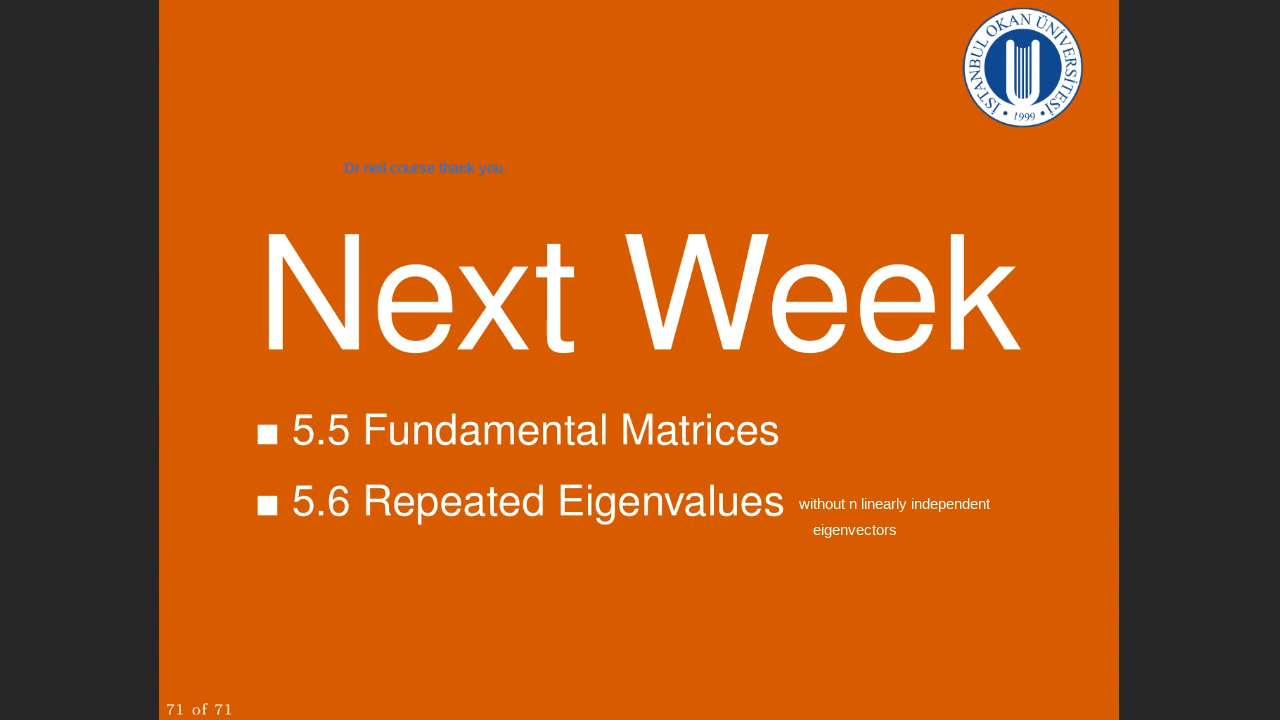 İSTANBUL OKAN ÜNİVERSİTESİ
• 1999 •
Dr neil course thank you
Next Week
■ 5.5 Fundamental Matrices
■ 5.6 Repeated Eigenvalues without n linearly independent
eigenvectors
71 of 71